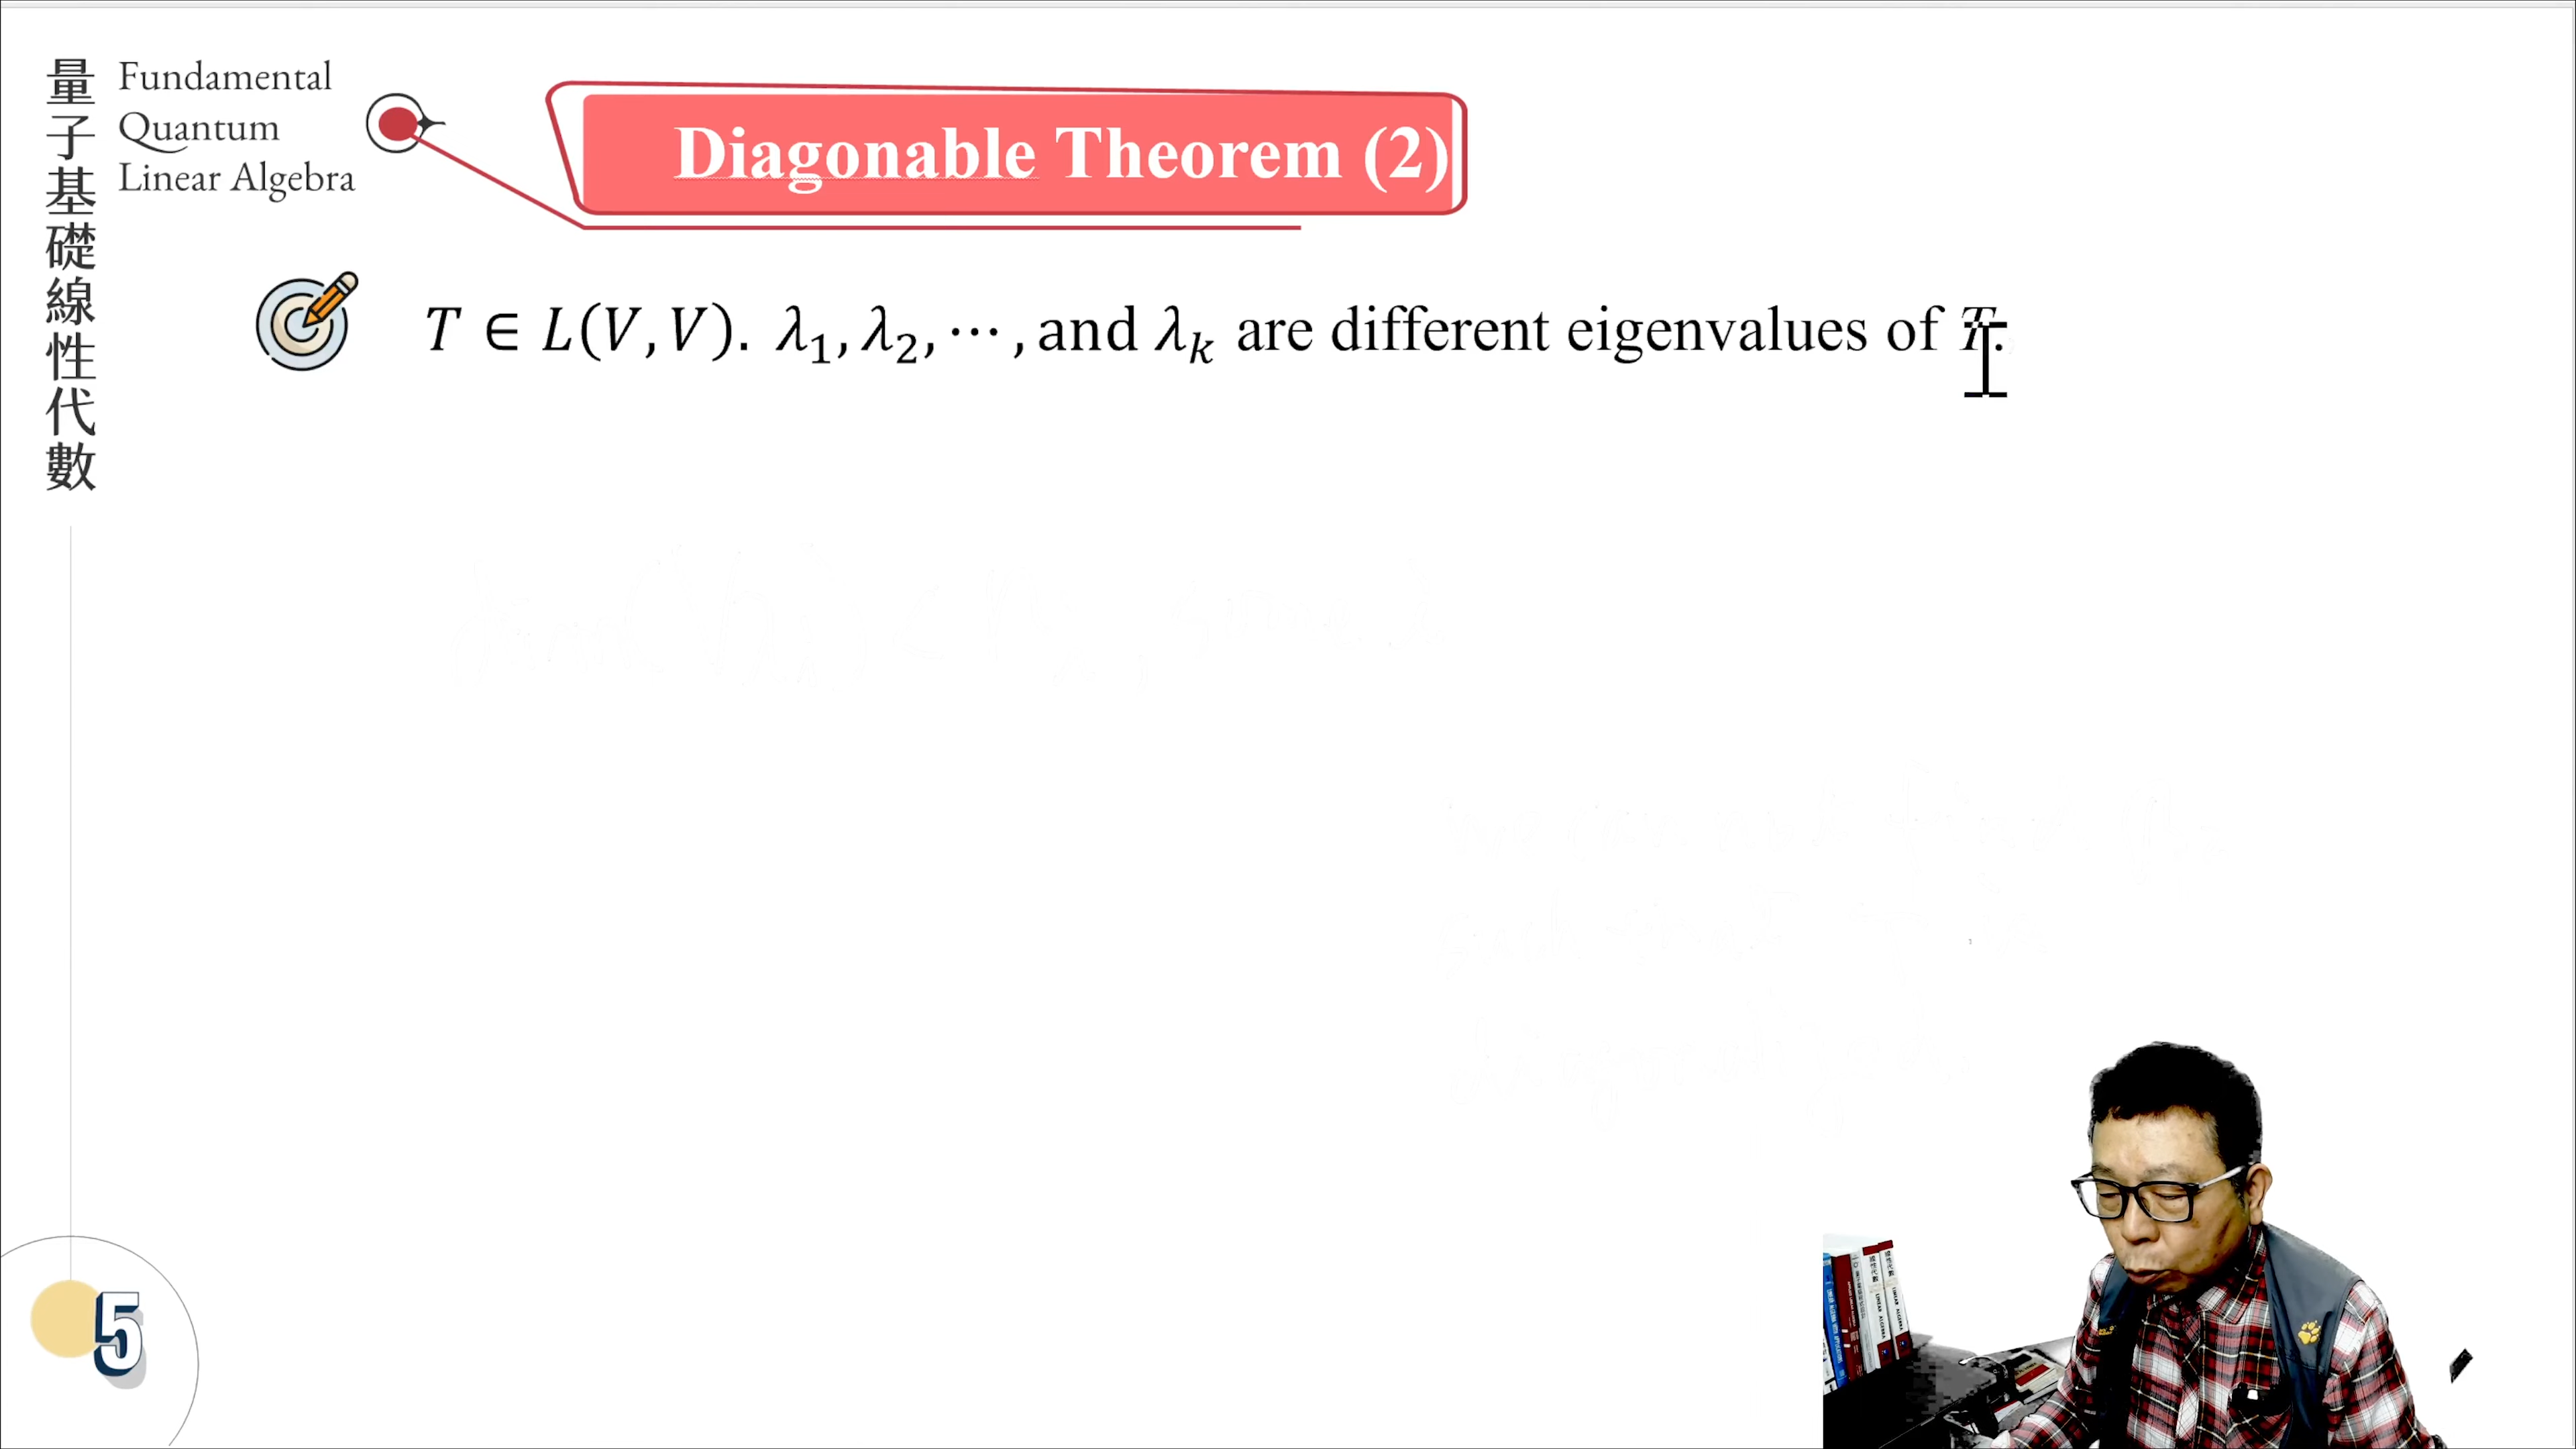 量子基礎線性代數
Fundamental
Quantum
Linear Algebra
Diagonable Theorem (2)
T ∈ L(V,V). λ₁, λ₂, ⋯ , and λₖ are different eigenvalues of T.
5